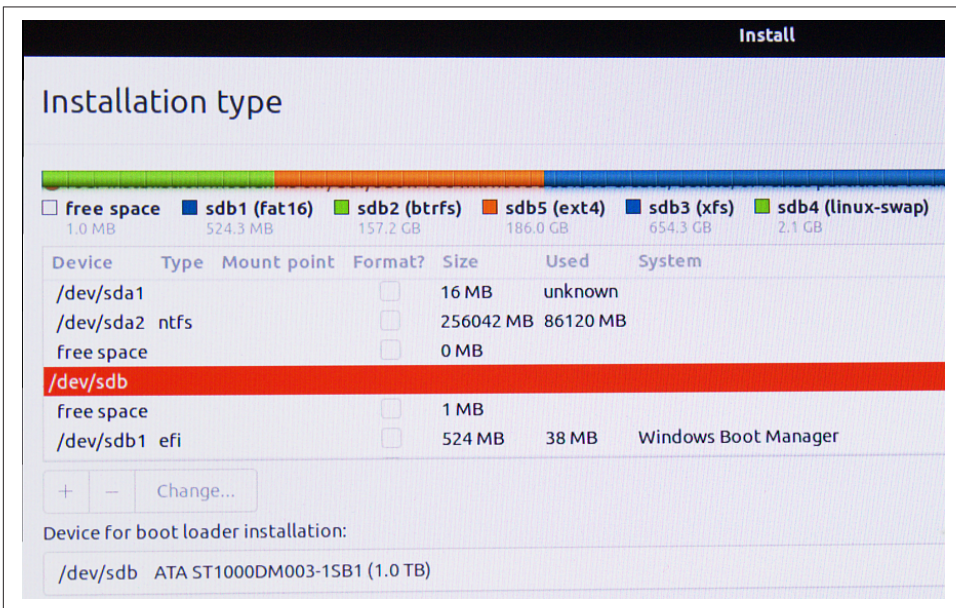 Install
Installation type
free space sdb1 (fat16) sdb2 (btrfs) sdb5 (ext4) sdb3 (xfs) sdb4 (linux-swap)
1.0 MB 524.3 MB 157.2 GB 186.0 GB 654.3 GB 2.1 GB
Device Type Mount point Format? Size Used System
/dev/sda1 16 MB unknown
/dev/sda2 ntfs 256042 MB 86120 MB
free space 0 MB
/dev/sdb
free space 1 MB
/dev/sdb1 efi 524 MB 38 MB Windows Boot Manager
+ – Change...
Device for boot loader installation:
/dev/sdb ATA ST1000DM003-1SB1 (1.0 TB)